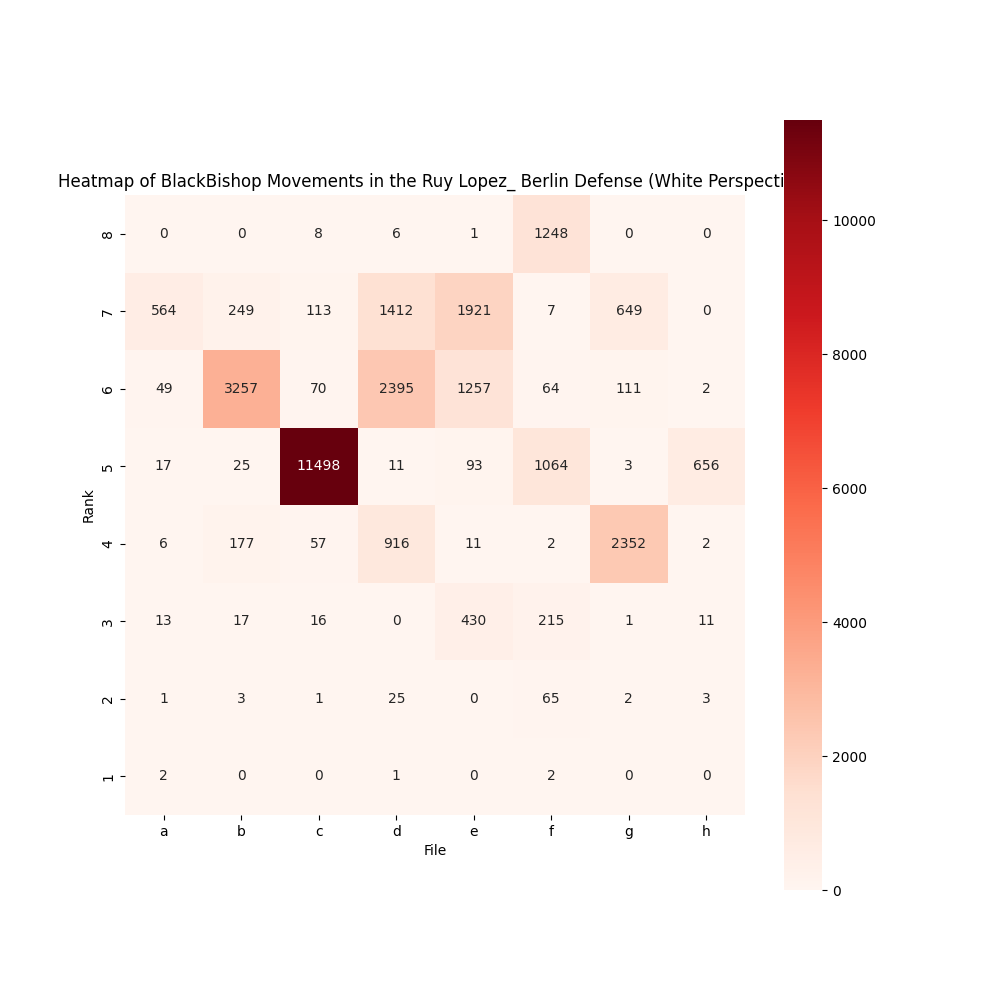 Heatmap of BlackBishop Movements in the Ruy Lopez_ Berlin Defense (White Perspecti
8 0 0 8 6 1 1248 0 0
7 564 249 113 1412 1921 7 649 0
6 49 3257 70 2395 1257 64 111 2
5 17 25 11498 11 93 1064 3 656
4 6 177 57 916 11 2 2352 2
3 13 17 16 0 430 215 1 11
2 1 3 1 25 0 65 2 3
1 2 0 0 1 0 2 0 0
Rank
a b c d e f g h
File
10000
8000
6000
4000
2000
0